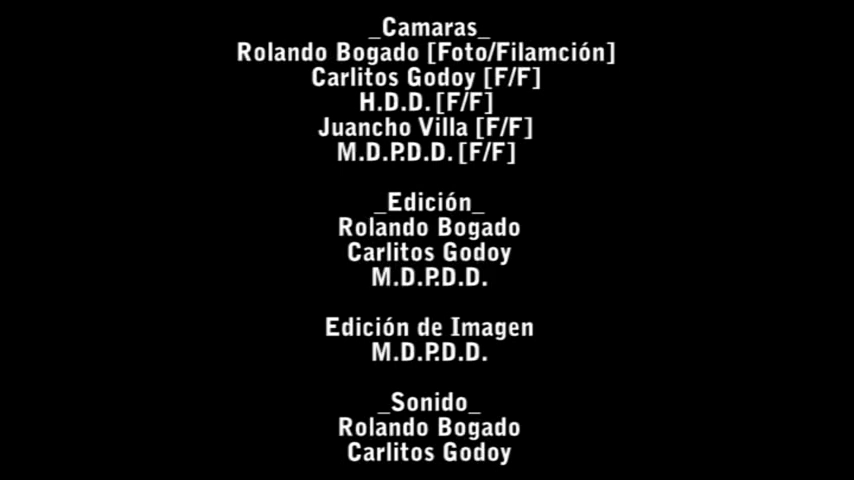 _Camaras_
Rolando Bogado [Foto/Filamción]
Carlitos Godoy [F/F]
H.D.D. [F/F]
Juancho Villa [F/F]
M.D.P.D.D. [F/F]
_Edición_
Rolando Bogado
Carlitos Godoy
M.D.P.D.D.
Edición de Imagen
M.D.P.D.D.
_Sonido_
Rolando Bogado
Carlitos Godoy